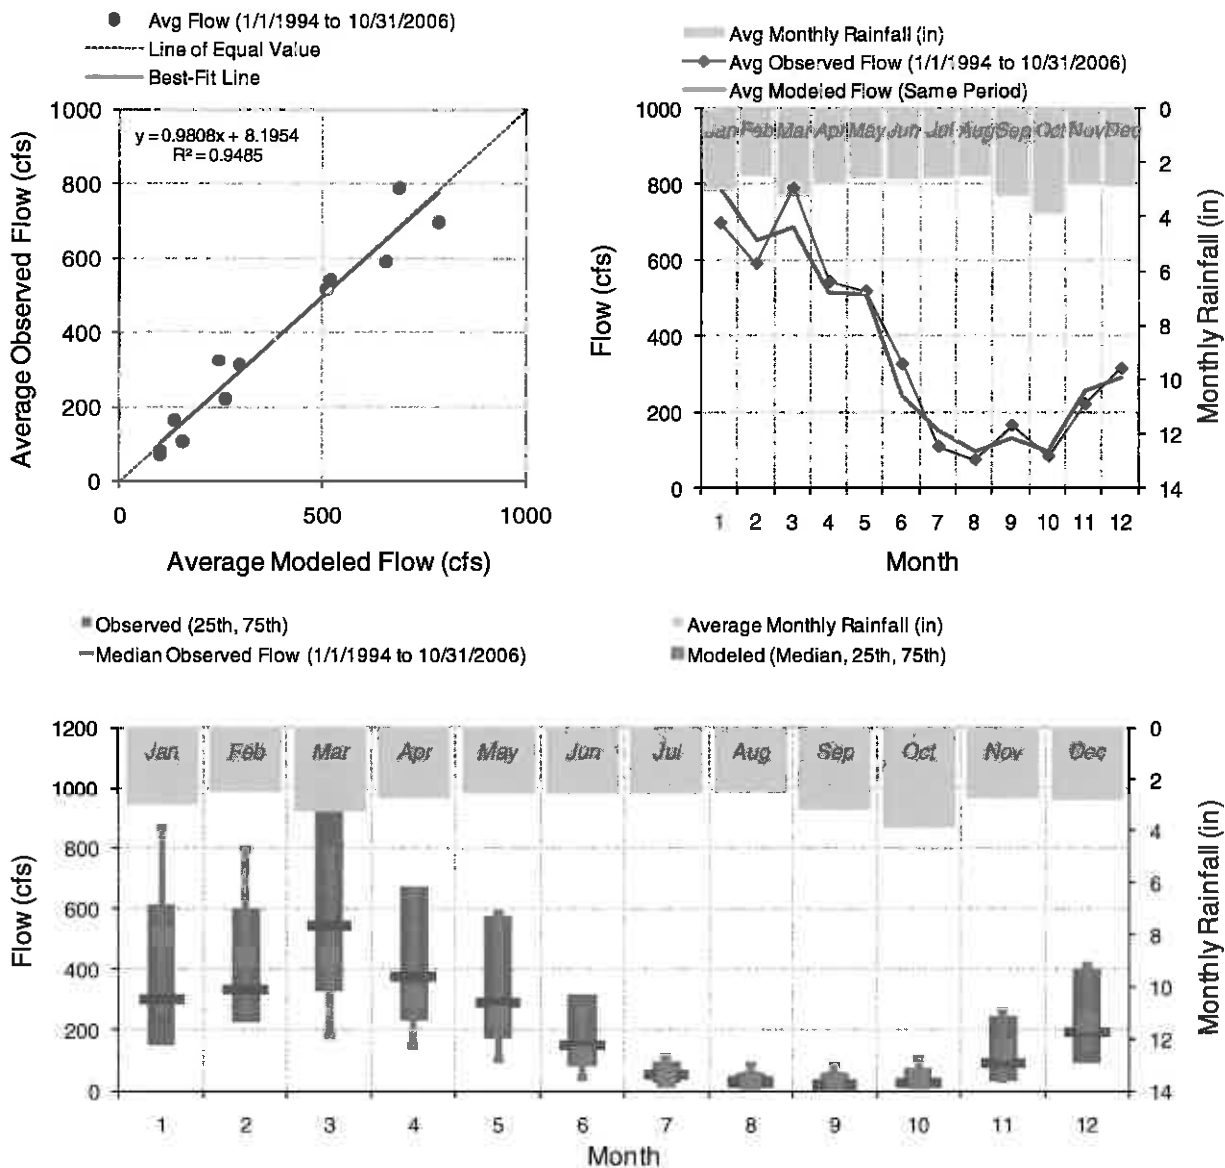 Avg Flow (1/1/1994 to 10/31/2006)
Line of Equal Value
Best-Fit Line
y = 0.9808x + 8.1954
R² = 0.9485
1000
800
600
400
200
0
Average Observed Flow (cfs)
0 500 1000
Average Modeled Flow (cfs)
Avg Monthly Rainfall (in)
Avg Observed Flow (1/1/1994 to 10/31/2006)
Avg Modeled Flow (Same Period)
Jan Feb Mar Apr May Jun Jul Aug Sep Oct Nov Dec
1000
800
600
400
200
0
Flow (cfs)
0
2
4
6
8
10
12
14
Monthly Rainfall (in)
1 2 3 4 5 6 7 8 9 10 11 12
Month
Observed (25th, 75th)
Median Observed Flow (1/1/1994 to 10/31/2006)
Average Monthly Rainfall (in)
Modeled (Median, 25th, 75th)
Jan Feb Mar Apr May Jun Jul Aug Sep Oct Nov Dec
1200
1000
800
600
400
200
0
Flow (cfs)
0
2
4
6
8
10
12
14
Monthly Rainfall (in)
1 2 3 4 5 6 7 8 9 10 11 12
Month